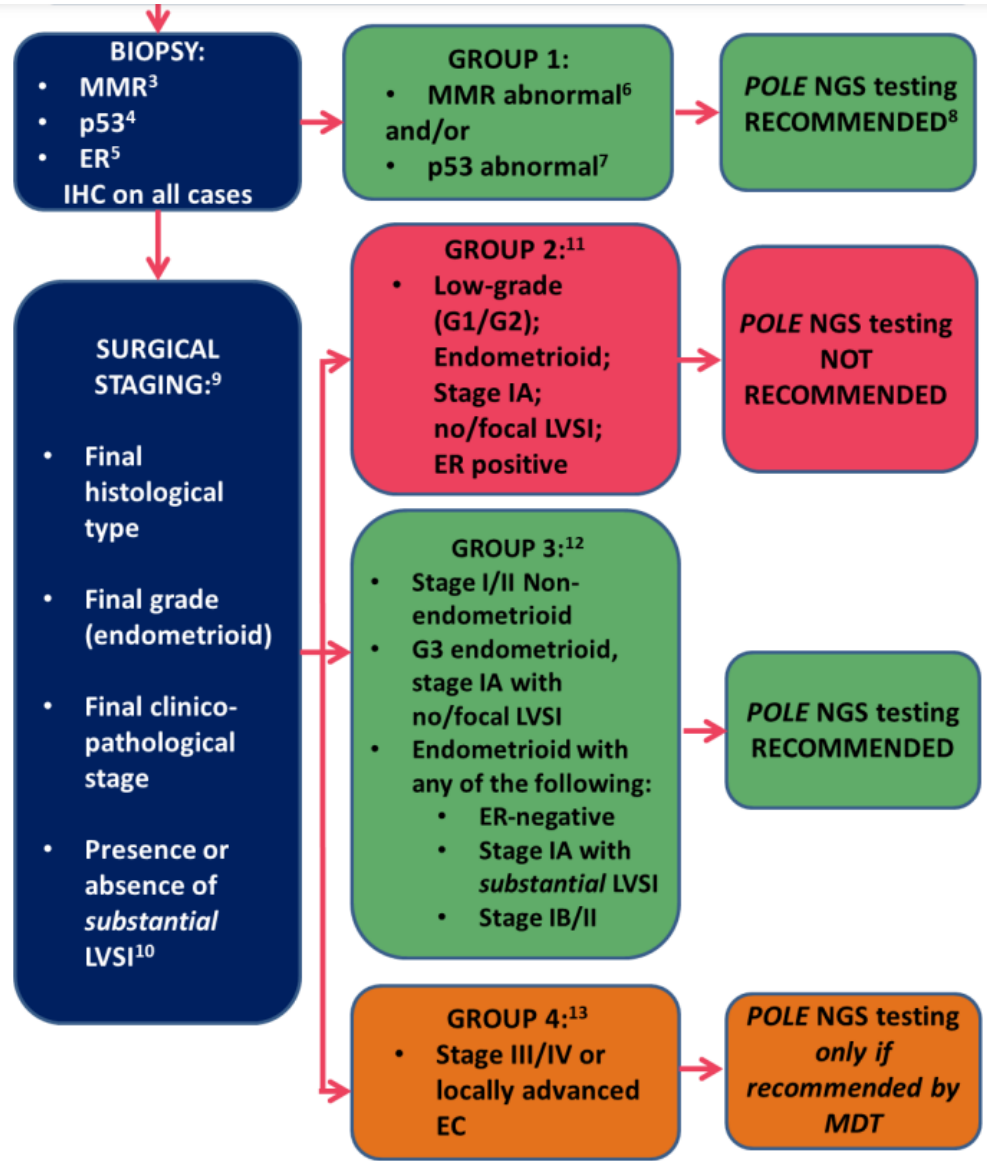 BIOPSY:
• MMR³
• p53⁴
• ER⁵
IHC on all cases
GROUP 1:
• MMR abnormal⁶
and/or
• p53 abnormal⁷
POLE NGS testing
RECOMMENDED⁸
SURGICAL
STAGING:⁹
• Final
histological
type
• Final grade
(endometrioid)
• Final clinico-
pathological
stage
• Presence or
absence of
substantial
LVSI¹⁰
GROUP 2:¹¹
• Low-grade
(G1/G2);
Endometrioid;
Stage IA;
no/focal LVSI;
ER positive
POLE NGS testing
NOT
RECOMMENDED
GROUP 3:¹²
• Stage I/II Non-
endometrioid
• G3 endometrioid,
stage IA with
no/focal LVSI
• Endometrioid with
any of the following:
• ER-negative
• Stage IA with
substantial LVSI
• Stage IB/II
POLE NGS testing
RECOMMENDED
GROUP 4:¹³
• Stage III/IV or
locally advanced
EC
POLE NGS testing
only if
recommended by
MDT